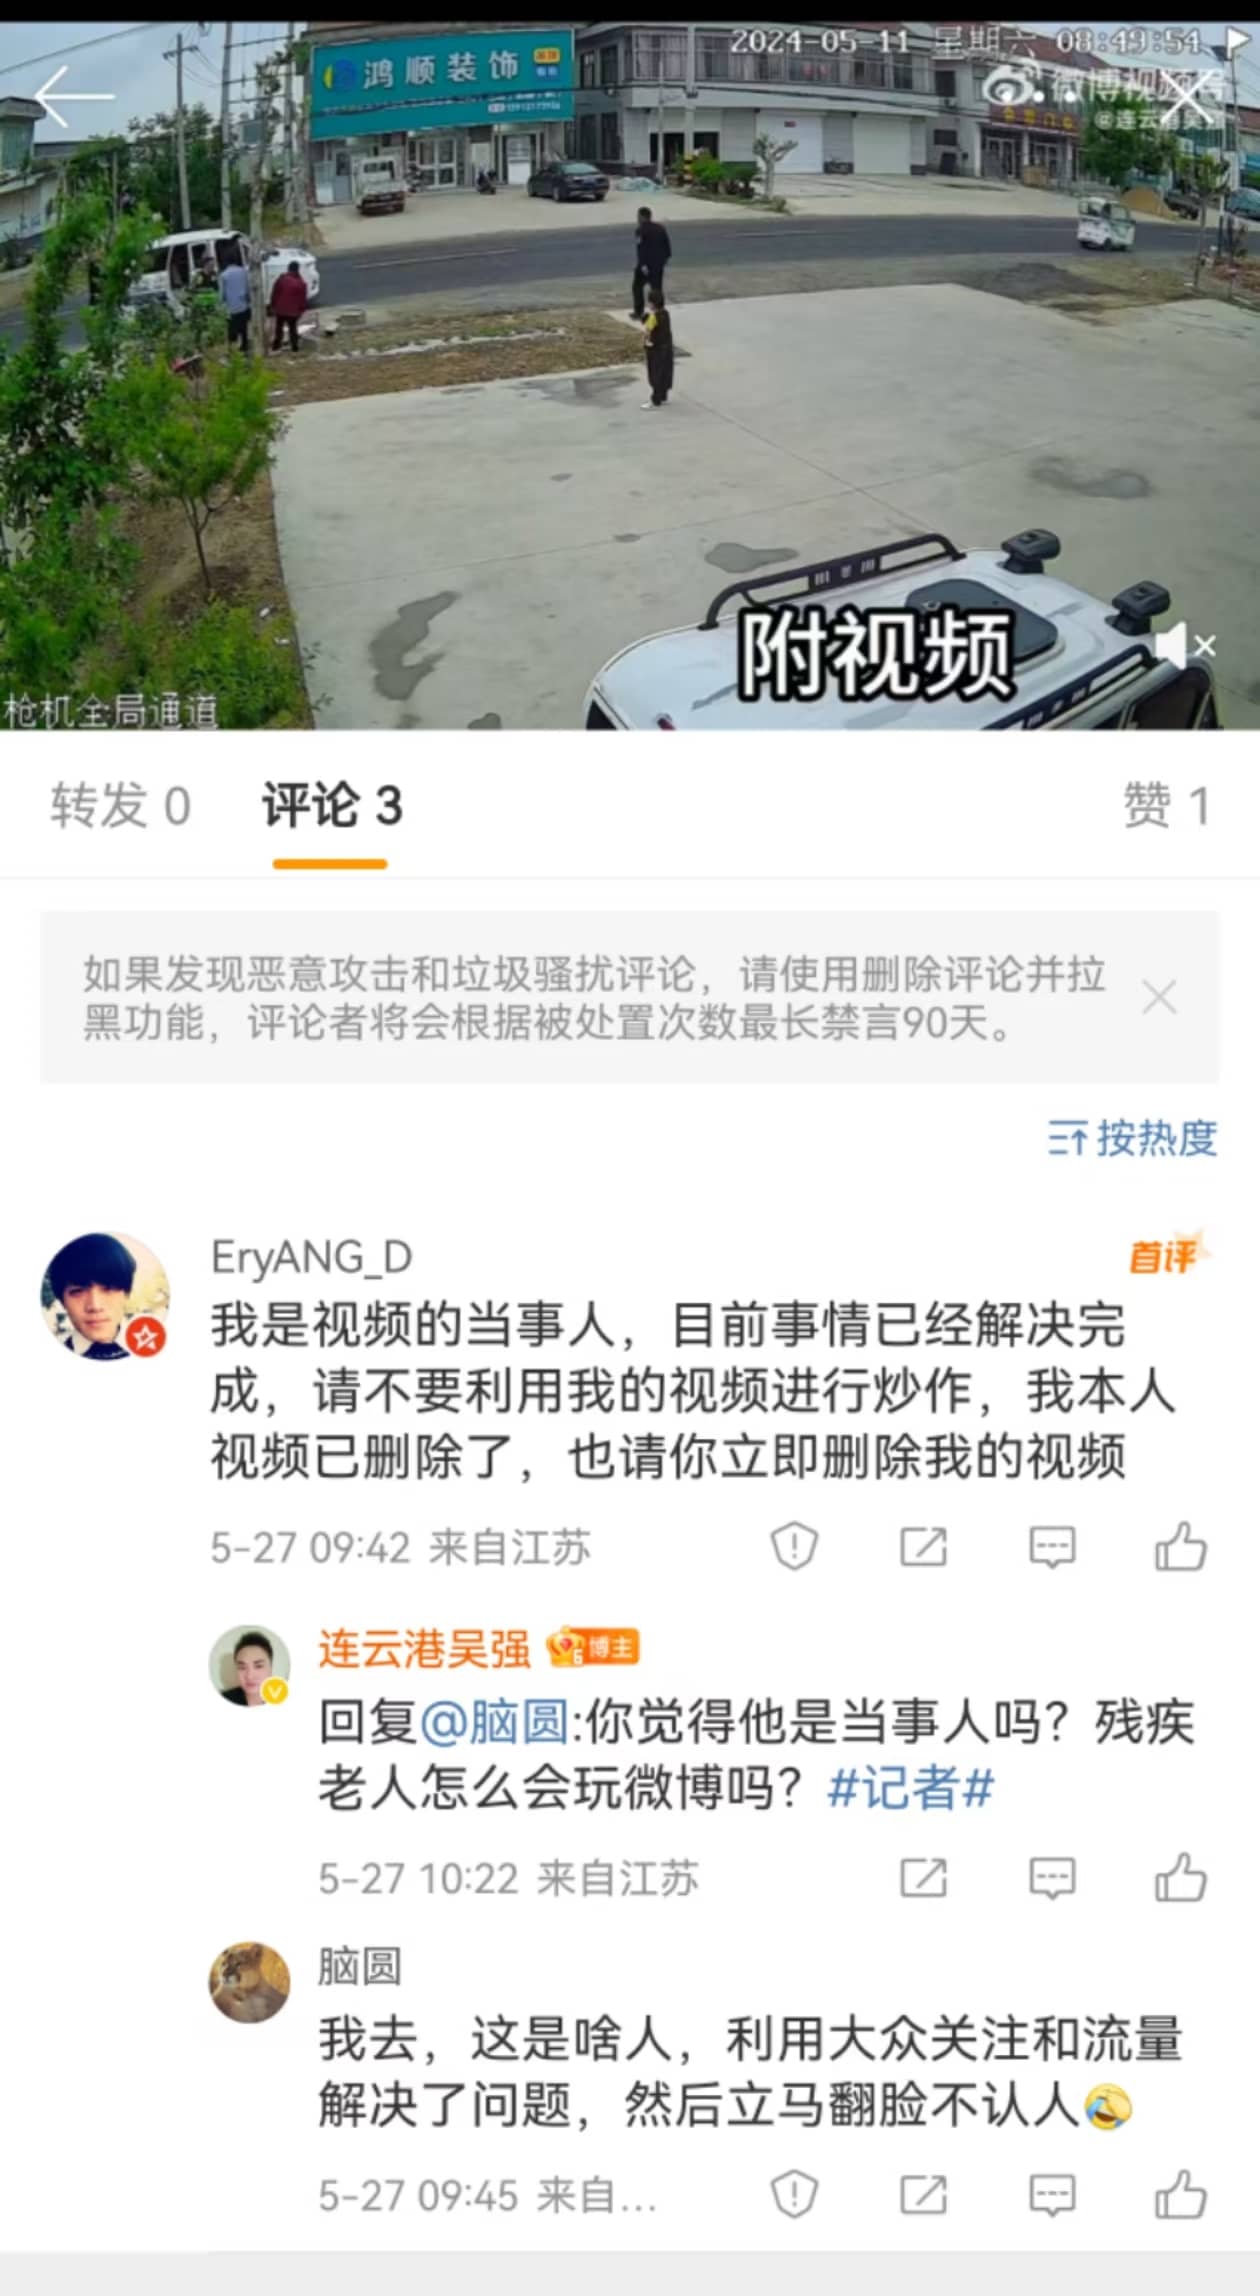 2024-05-11 星期六 08:49:54
鸿顺装饰
微博视频号
附视频
枪机全局通道
转发 0
评论 3
赞 1
如果发现恶意攻击和垃圾骚扰评论，请使用删除评论并拉
黑功能，评论者将会根据被处置次数最长禁言90天。
按热度
EryANG_D
首评
我是视频的当事人，目前事情已经解决完
成，请不要利用我的视频进行炒作，我本人
视频已删除了，也请你立即删除我的视频
5-27 09:42 来自江苏
连云港吴强
博主
回复@脑圆:你觉得他是当事人吗？残疾
老人怎么会玩微博吗？#记者#
5-27 10:22 来自江苏
脑圆
我去，这是啥人，利用大众关注和流量
解决了问题，然后立马翻脸不认人🤣
5-27 09:45 来自...